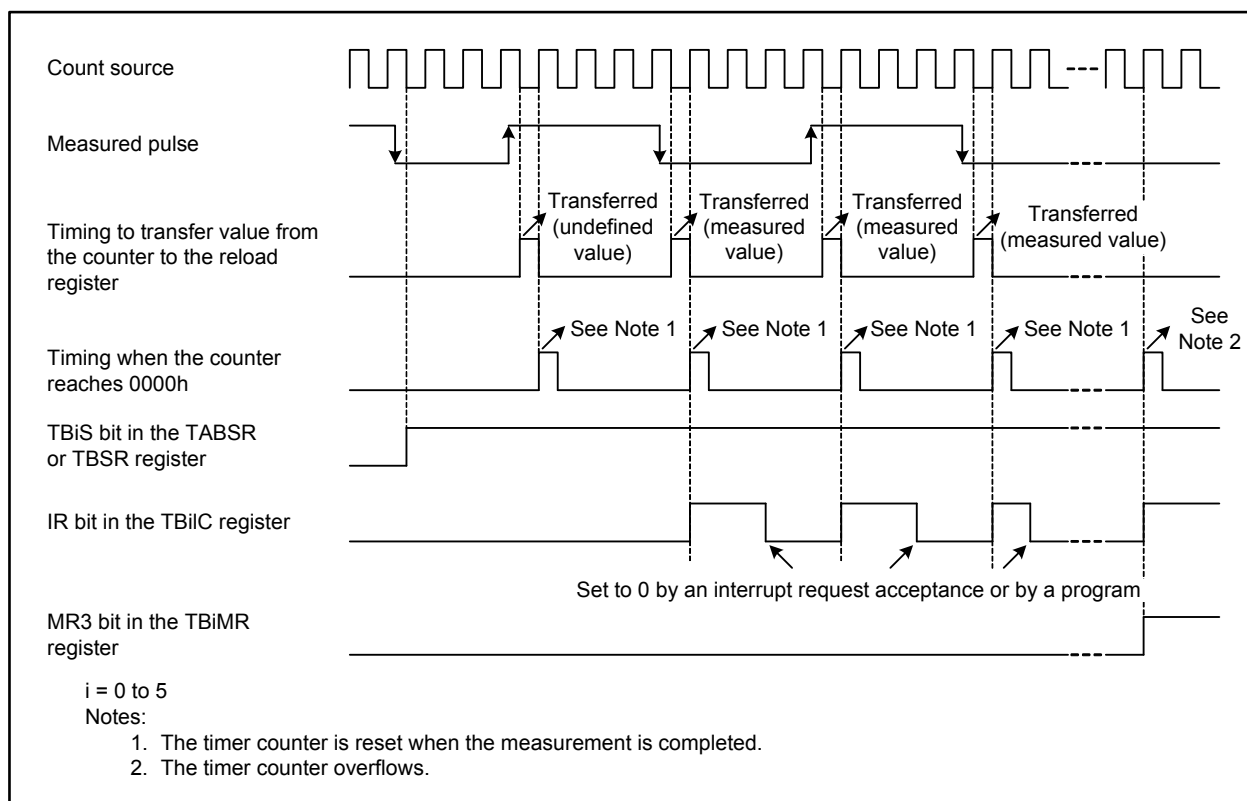 Count source
Measured pulse
Timing to transfer value from
the counter to the reload
register
Transferred
(undefined
value)
Transferred
(measured
value)
Transferred
(measured
value)
Transferred
(measured value)
Timing when the counter
reaches 0000h
See Note 1
See Note 1
See Note 1
See Note 1
See
Note 2
TBiS bit in the TABSR
or TBSR register
IR bit in the TBiIC register
Set to 0 by an interrupt request acceptance or by a program
MR3 bit in the TBiMR
register
i = 0 to 5
Notes:
1. The timer counter is reset when the measurement is completed.
2. The timer counter overflows.